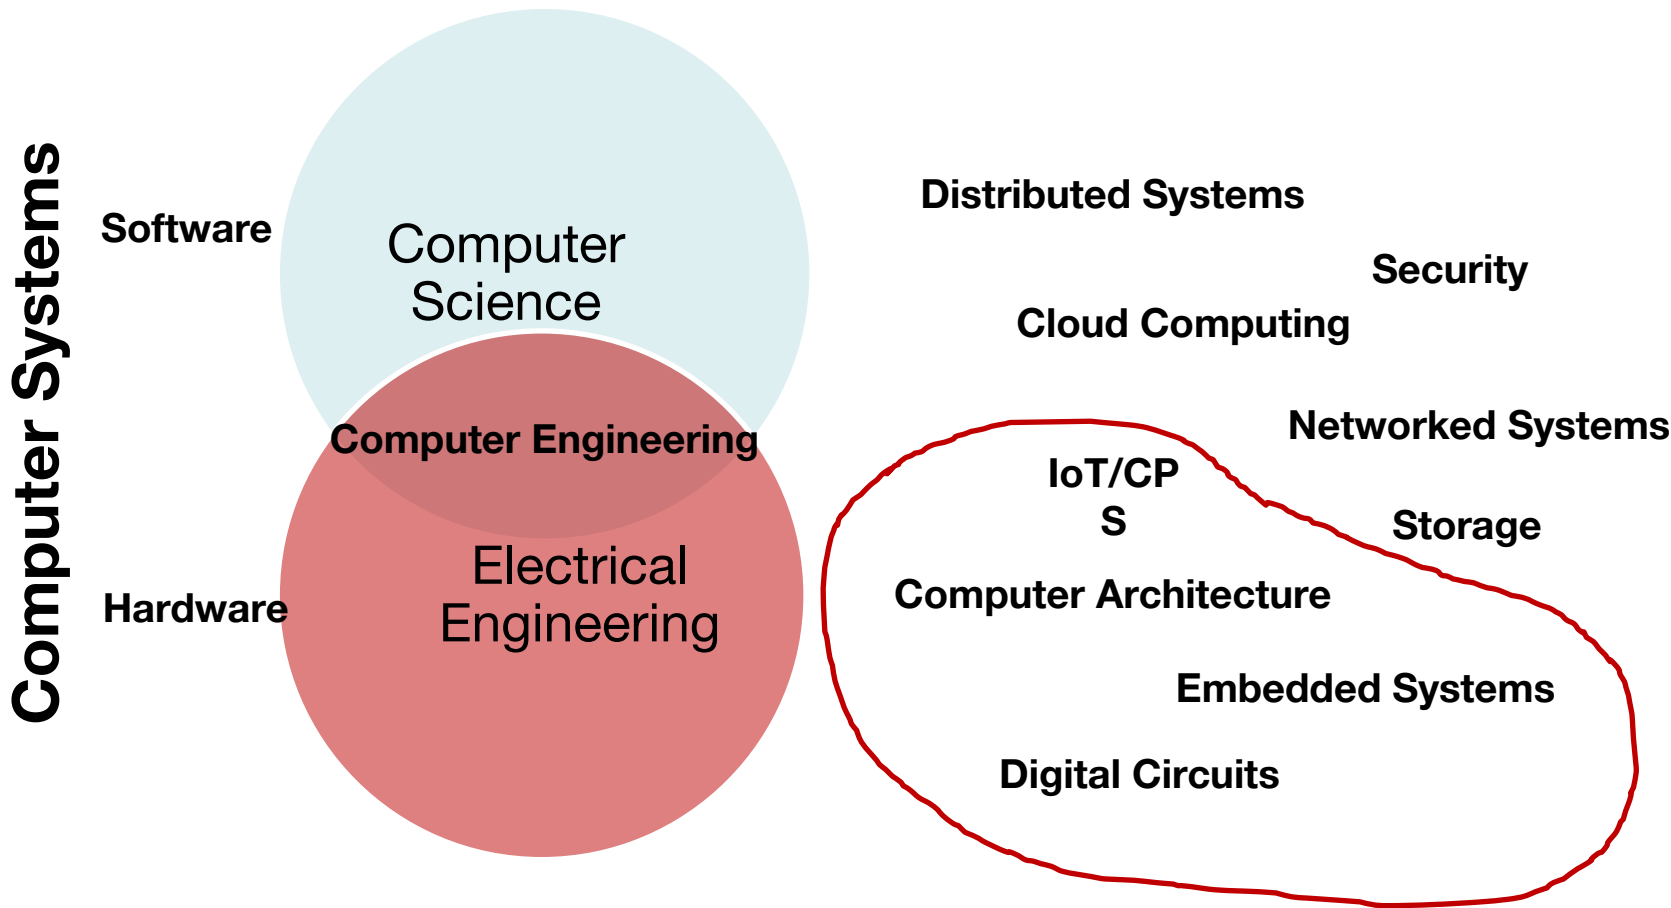 Computer Systems
Software
Computer
Science
Computer Engineering
Hardware
Electrical
Engineering
Distributed Systems
Security
Cloud Computing
Networked Systems
IoT/CP
S
Storage
Computer Architecture
Embedded Systems
Digital Circuits